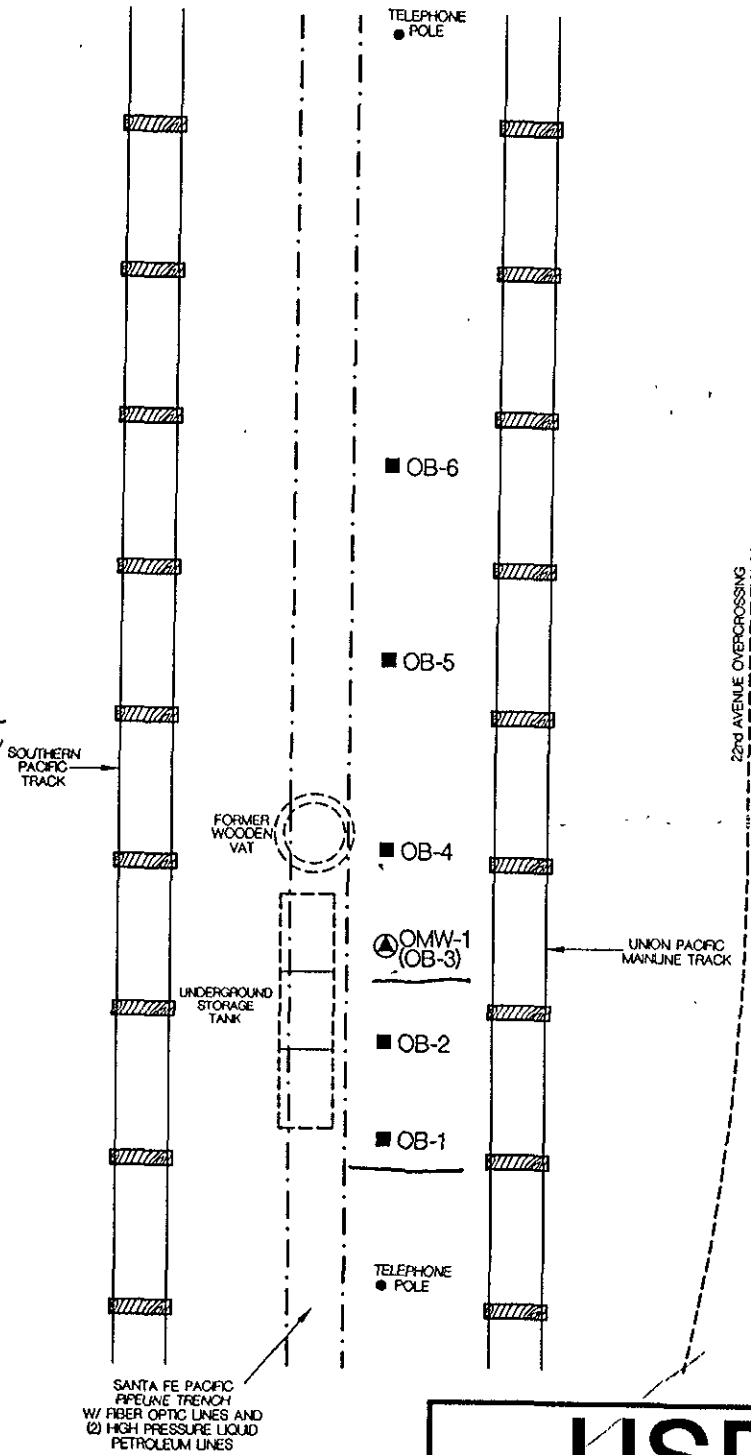 TELEPHONE
POLE
OB-6
22nd AVENUE OVERCROSSING
OB-5
SOUTHERN
PACIFIC
TRACK
FORMER
WOODEN
VAT
OB-4
OMW-1
(OB-3)
UNION PACIFIC
MAINLINE TRACK
UNDERGROUND
STORAGE
TANK
OB-2
OB-1
TELEPHONE
POLE
SANTA FE PACIFIC
PIPELINE TRENCH
W/ FIBER OPTIC LINES AND
(2) HIGH PRESSURE LIQUID
PETROLEUM LINES